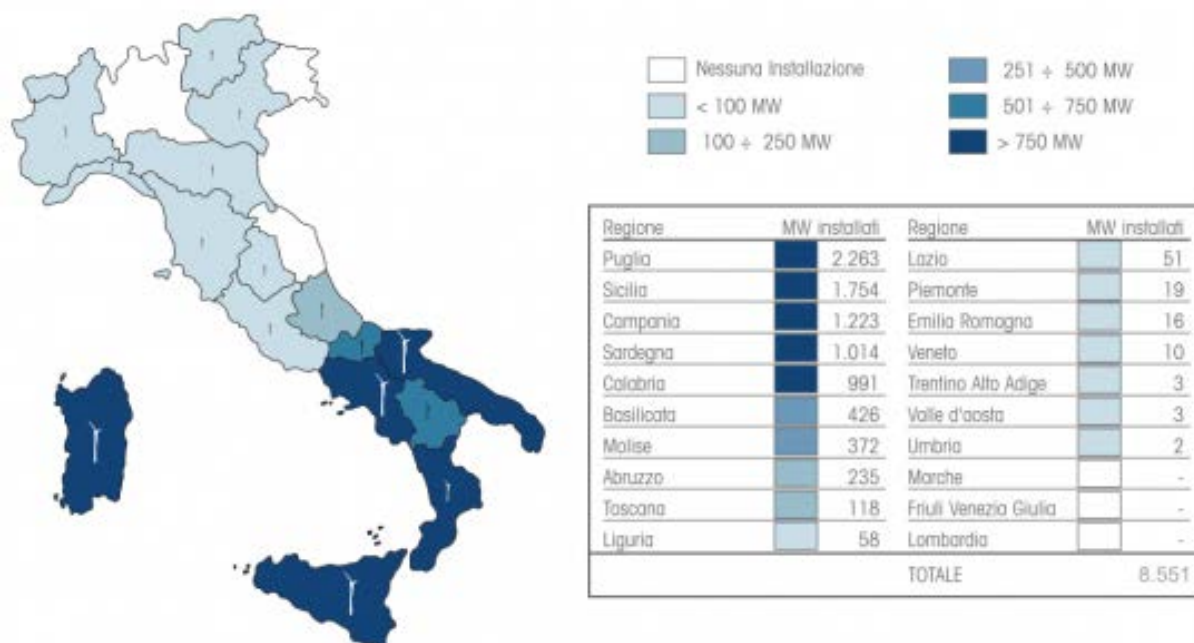 Nessuna Installazione
< 100 MW
100 ÷ 250 MW
251 ÷ 500 MW
501 ÷ 750 MW
> 750 MW
Regione MW installati Regione MW installati
Puglia 2.263 Lazio 51
Sicilia 1.754 Piemonte 19
Campania 1.223 Emilia Romagna 16
Sardegna 1.014 Veneto 10
Calabria 991 Trentino Alto Adige 3
Basilicata 426 Valle d'aosta 3
Molise 372 Umbria 2
Abruzzo 235 Marche -
Toscana 118 Friuli Venezia Giulia -
Liguria 58 Lombardia -
TOTALE 8.551